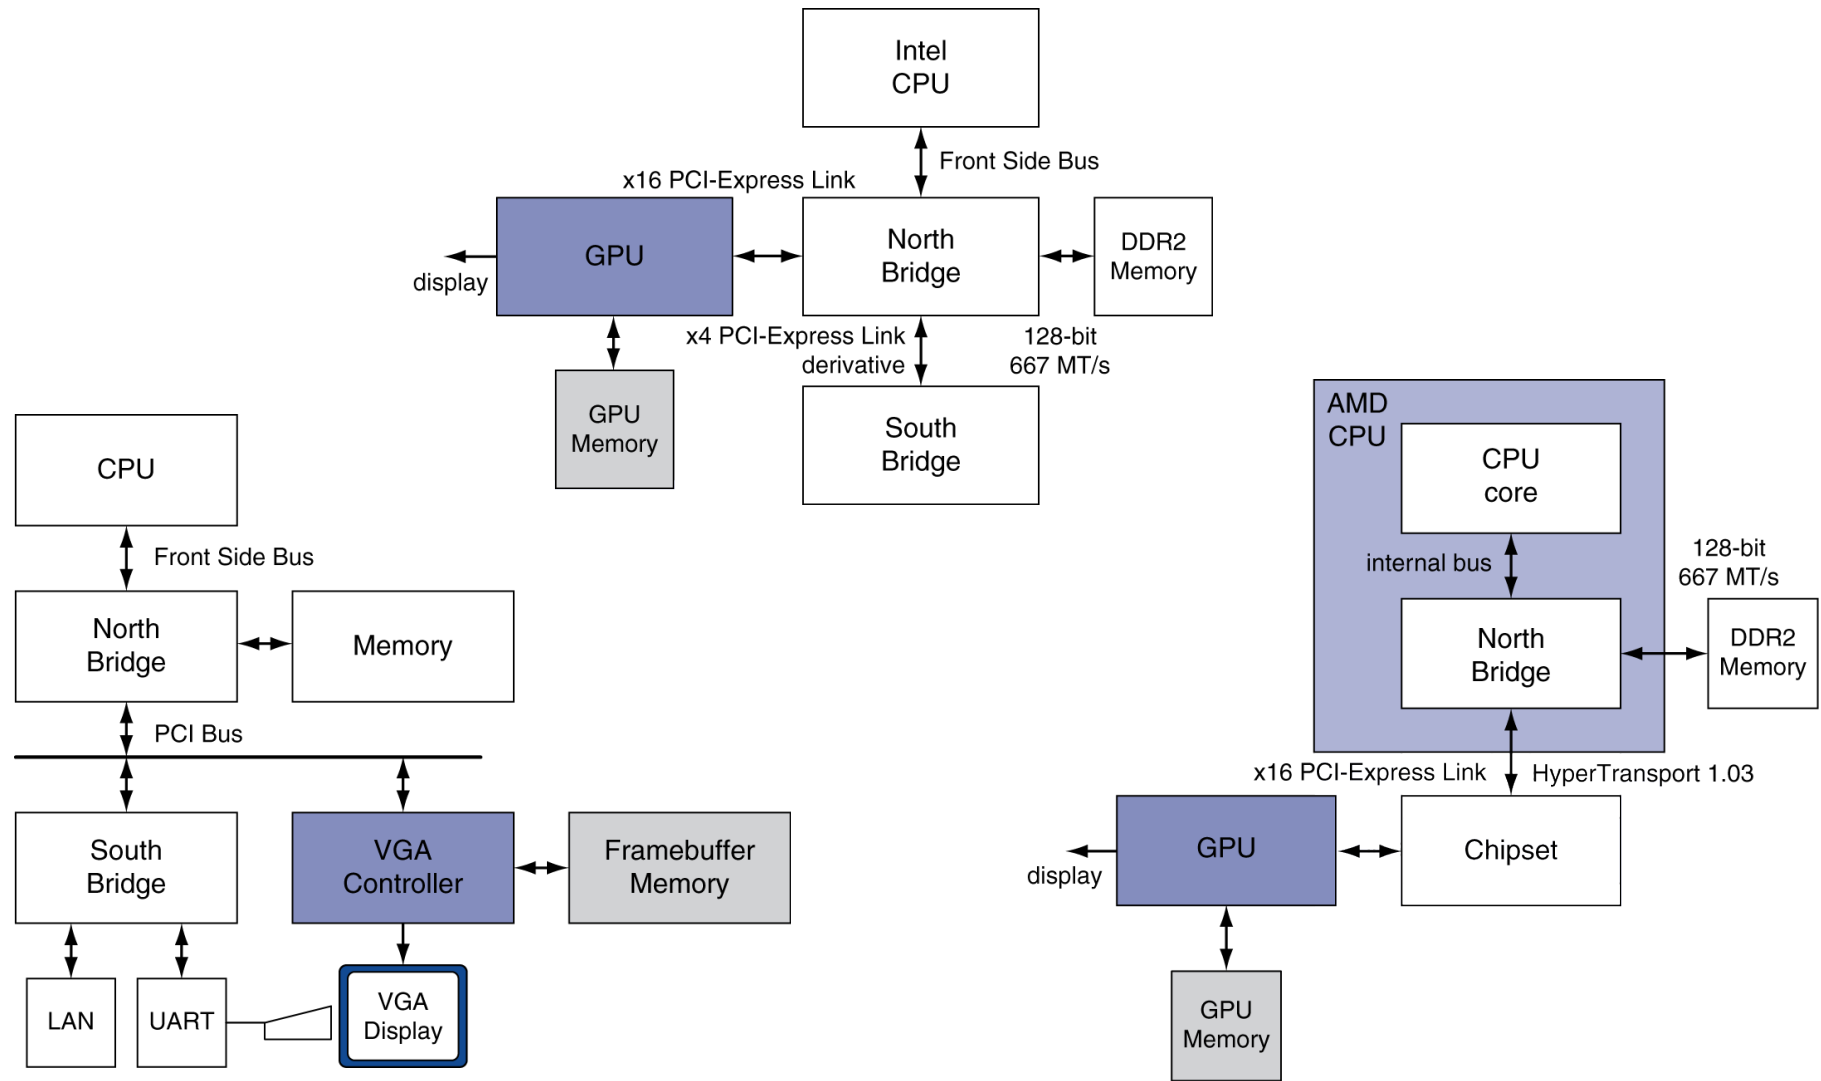 Intel
CPU
Front Side Bus
x16 PCI-Express Link
GPU
North
Bridge
DDR2
Memory
display
x4 PCI-Express Link
derivative
128-bit
667 MT/s
GPU
Memory
South
Bridge
CPU
Front Side Bus
North
Bridge
Memory
PCI Bus
South
Bridge
VGA
Controller
Framebuffer
Memory
LAN
UART
VGA
Display
AMD
CPU
CPU
core
internal bus
128-bit
667 MT/s
North
Bridge
DDR2
Memory
x16 PCI-Express Link
HyperTransport 1.03
GPU
Chipset
display
GPU
Memory